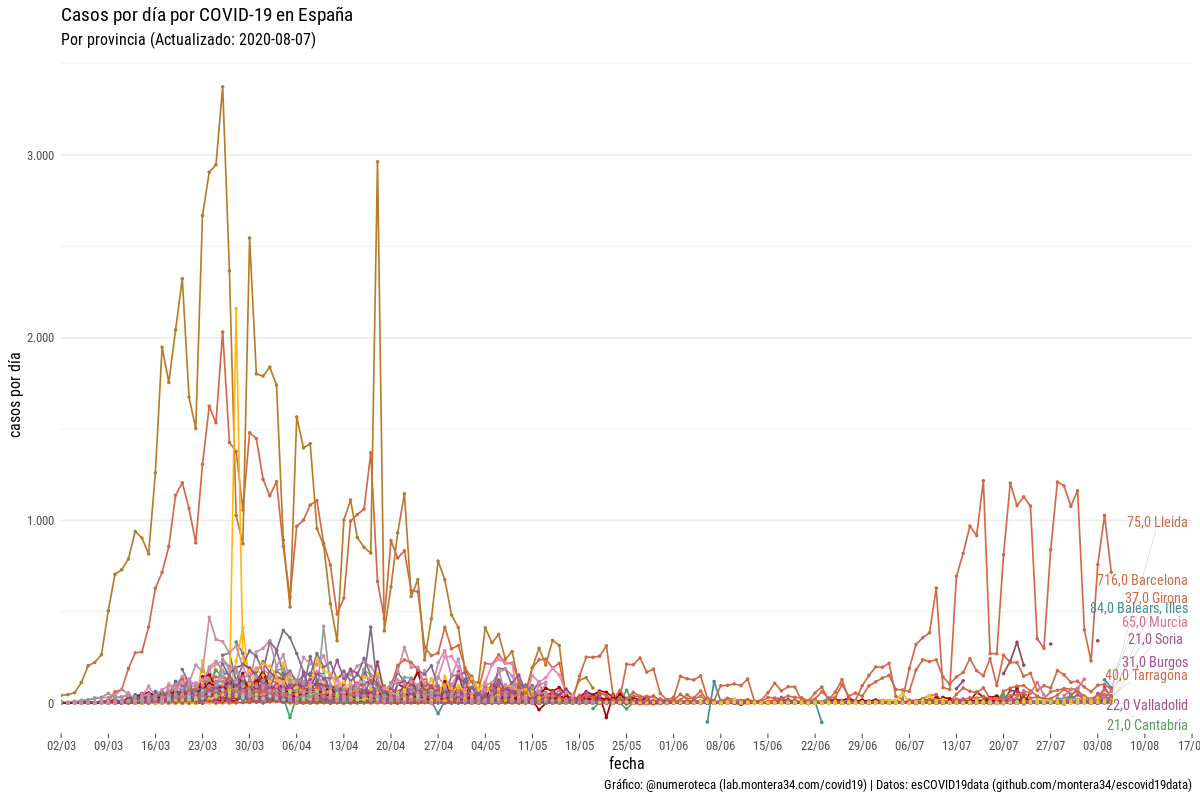 Casos por día por COVID-19 en España
Por provincia (Actualizado: 2020-08-07)
casos por día
3.000
2.000
1.000
0
75,0 Lleida
716,0 Barcelona
37,0 Girona
84,0 Balears, Illes
65,0 Murcia
21,0 Soria
31,0 Burgos
40,0 Tarragona
22,0 Valladolid
21,0 Cantabria
02/03 09/03 16/03 23/03 30/03 06/04 13/04 20/04 27/04 04/05 11/05 18/05 25/05 01/06 08/06 15/06 22/06 29/06 06/07 13/07 20/07 27/07 03/08 10/08 17/0
fecha
Gráfico: @numeroteca (lab.montera34.com/covid19) | Datos: esCOVID19data (github.com/montera34/escovid19data)